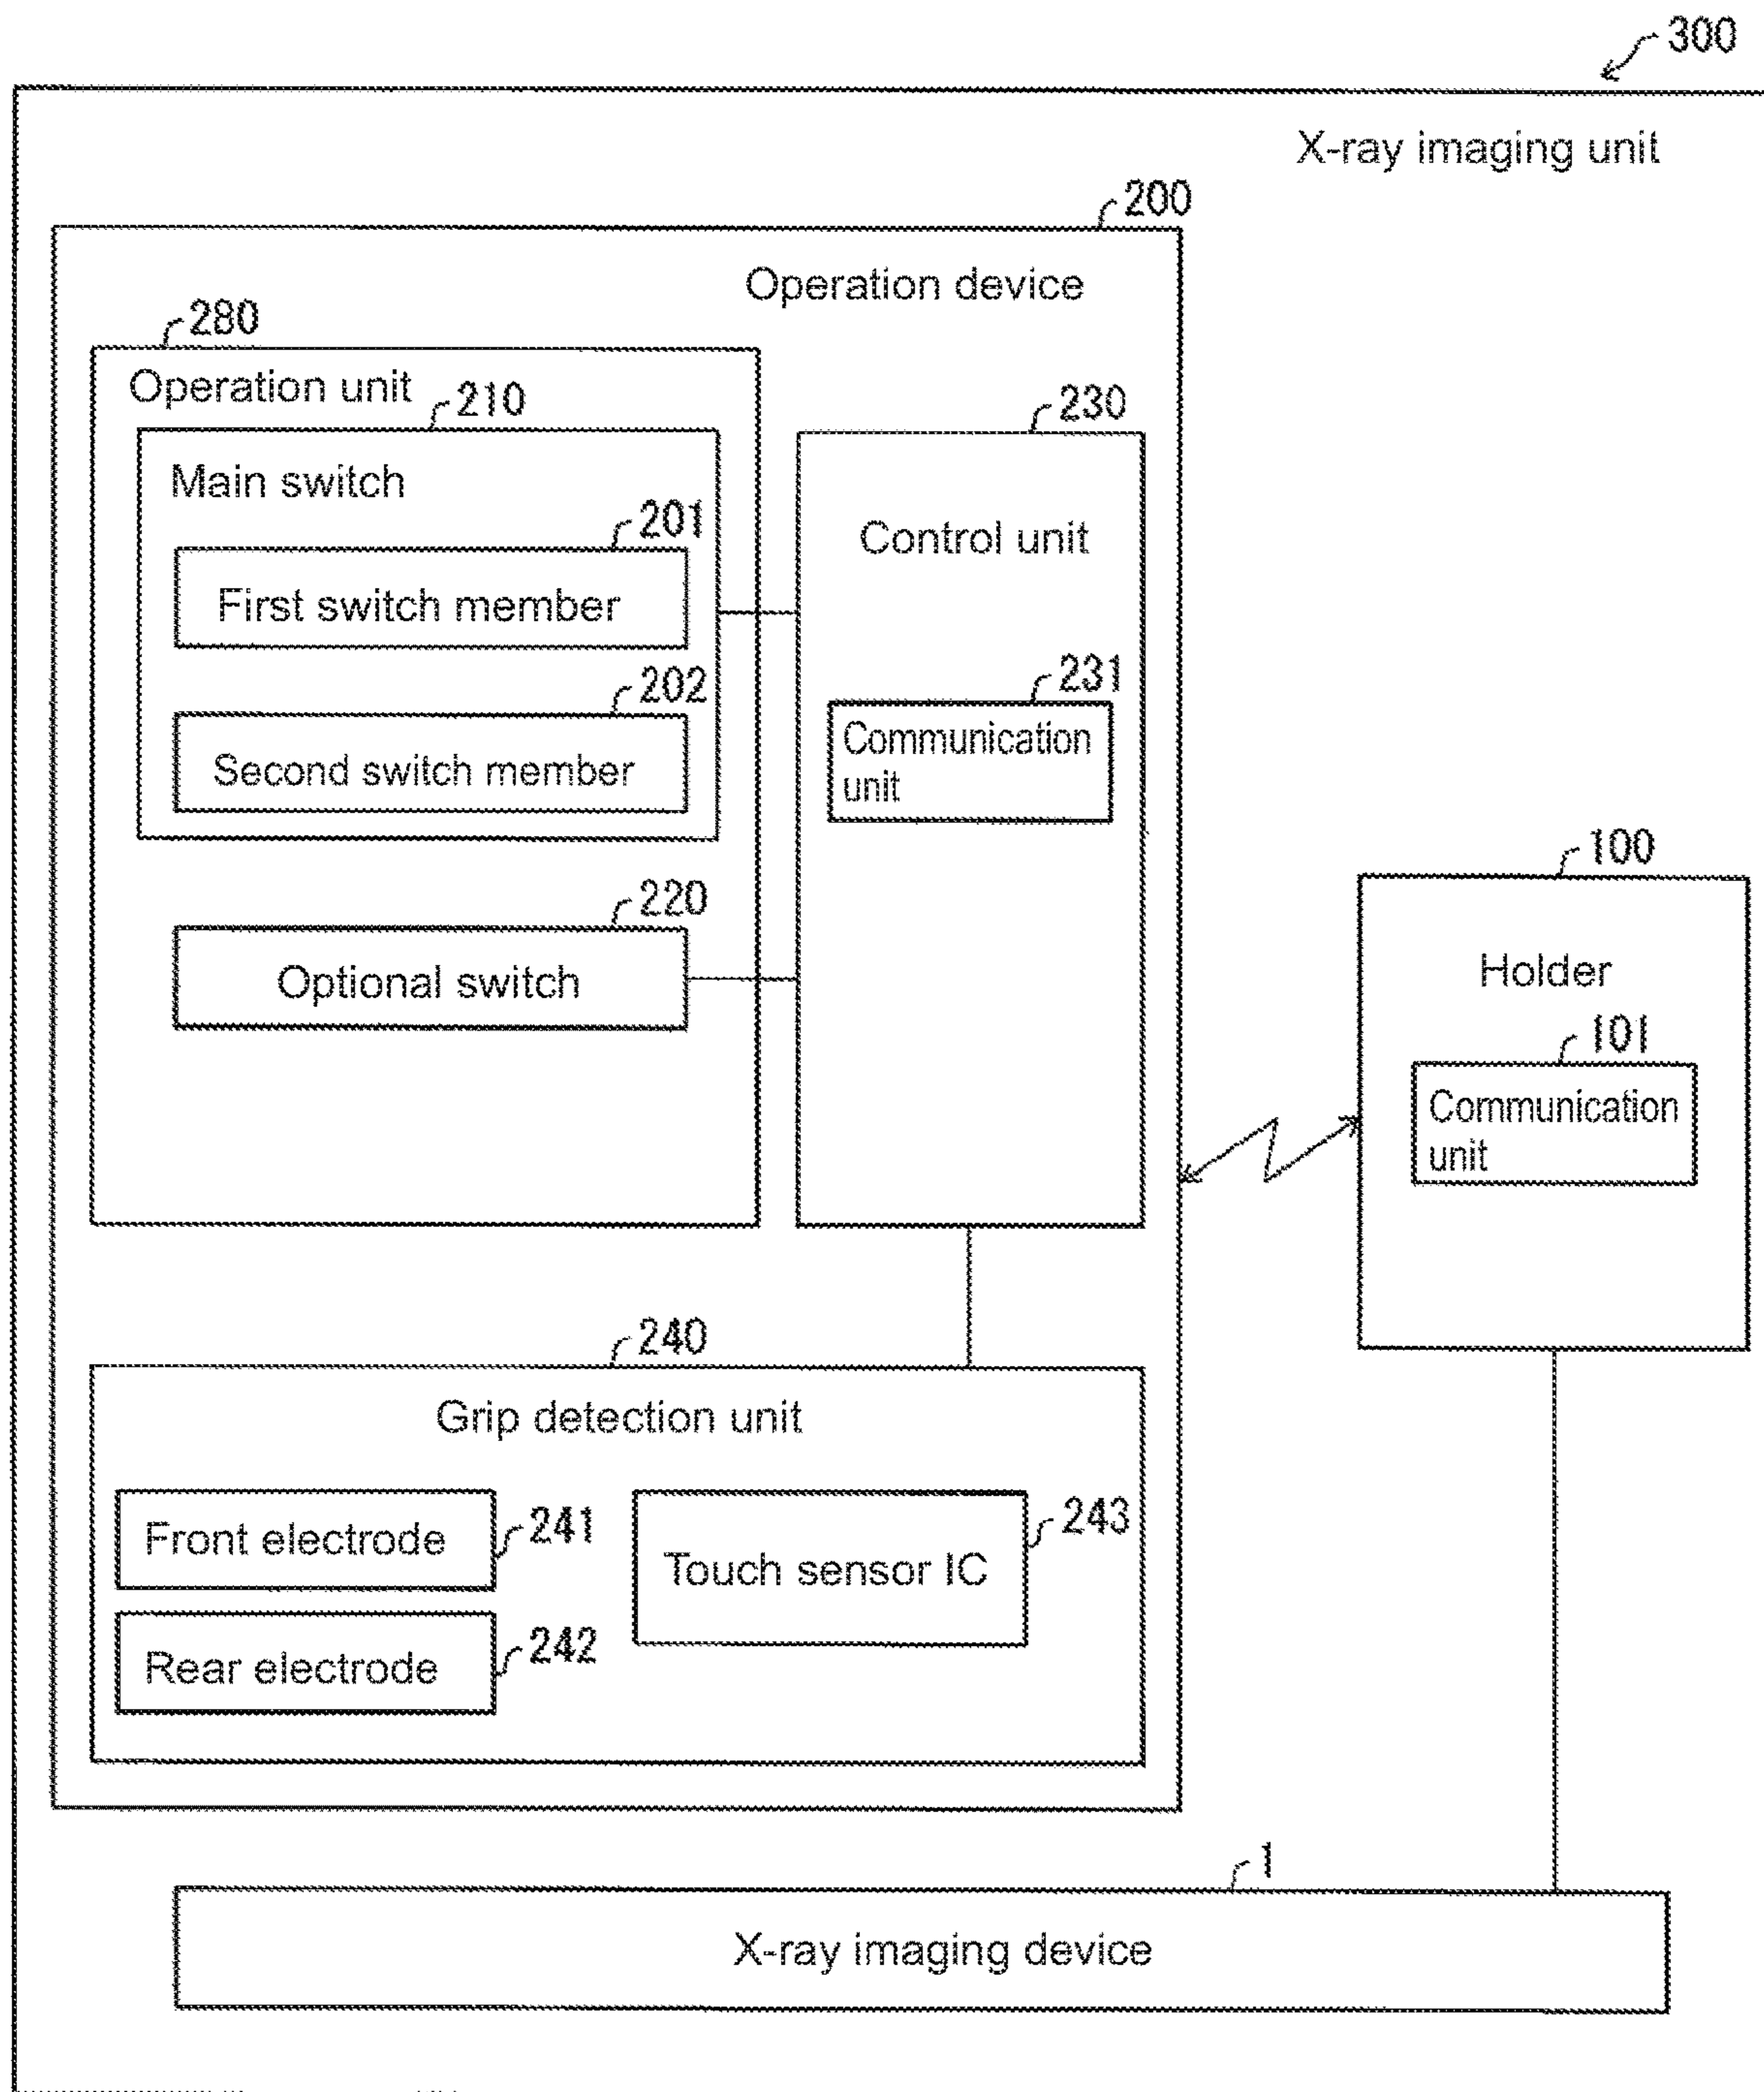 300
X-ray imaging unit
200
Operation device
280
Operation unit
210
230
Main switch
201
Control unit
First switch member
202
231
Second switch member
Communication
unit
100
220
Holder
Optional switch
101
Communication
unit
240
Grip detection unit
Front electrode
241
Touch sensor IC
243
Rear electrode
242
1
X-ray imaging device